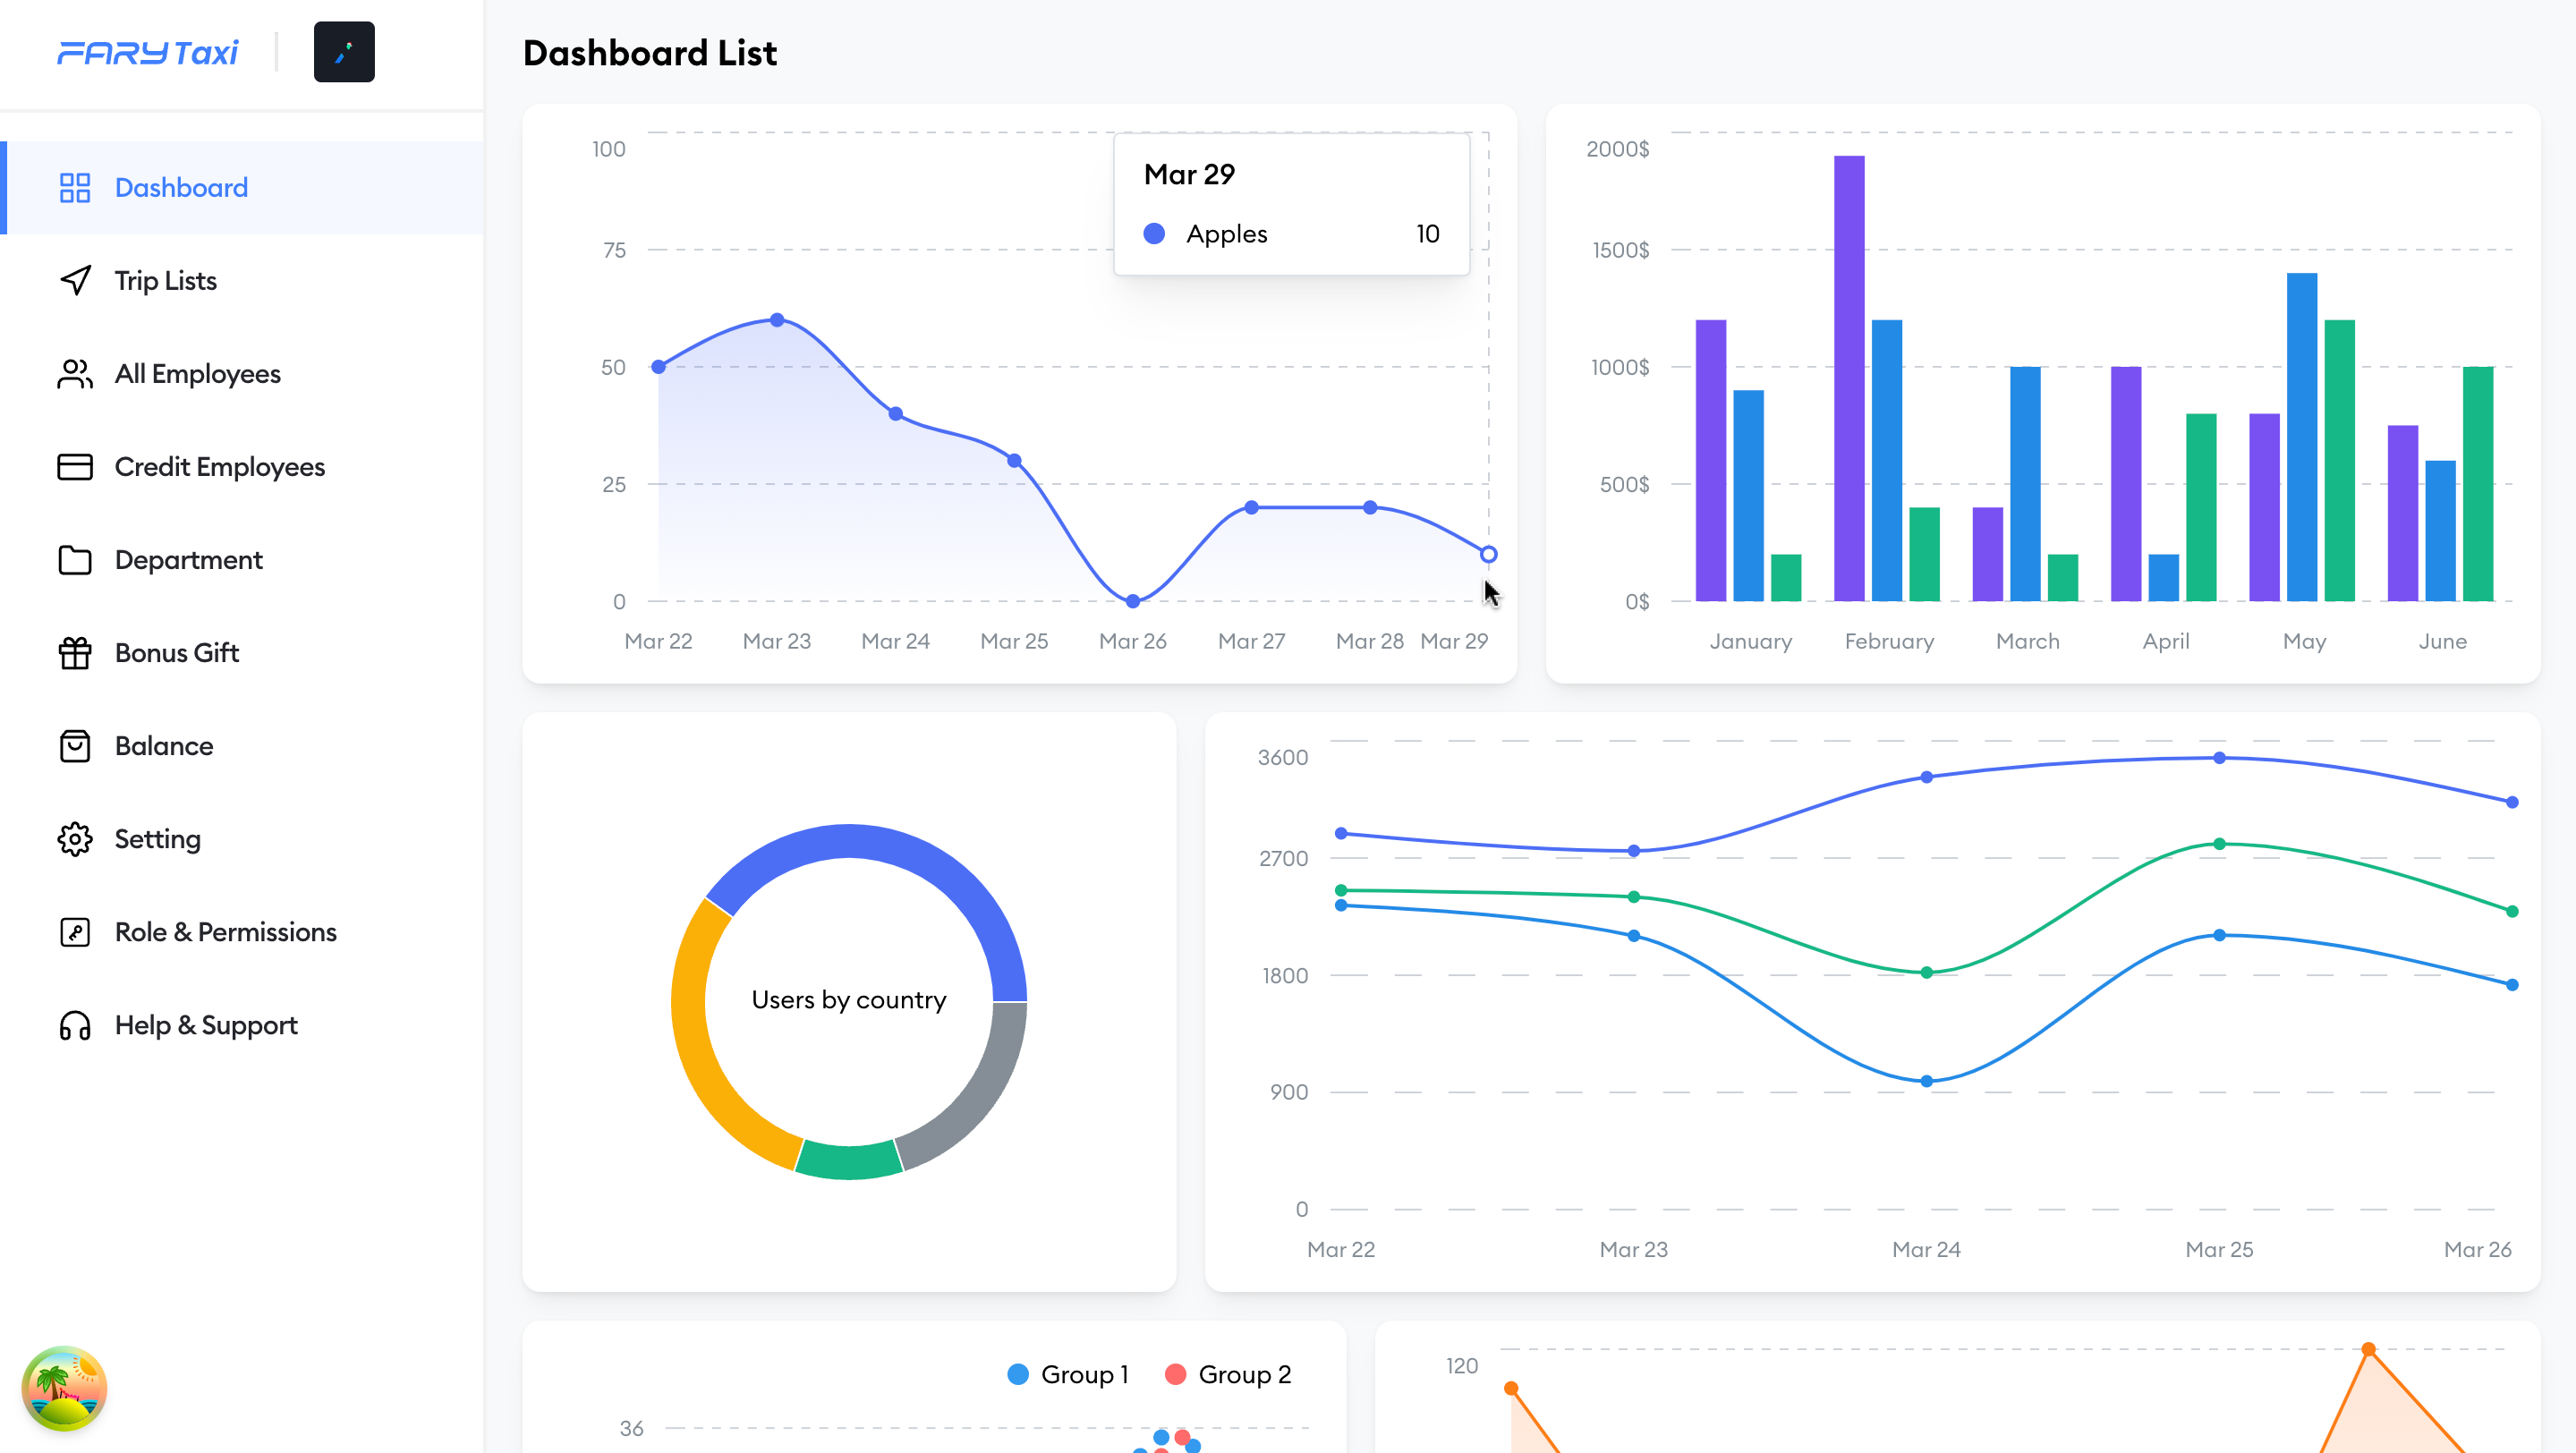 FARY Taxi
Dashboard
Trip Lists
All Employees
Credit Employees
Department
Bonus Gift
Balance
Setting
Role & Permissions
Help & Support
Dashboard List
100
75
50
25
0
Mar 22
Mar 23
Mar 24
Mar 25
Mar 26
Mar 27
Mar 28
Mar 29
Mar 29
Apples 10
2000$
1500$
1000$
500$
0$
January
February
March
April
May
June
Users by country
3600
2700
1800
900
0
Mar 22
Mar 23
Mar 24
Mar 25
Mar 26
Group 1
Group 2
36
120